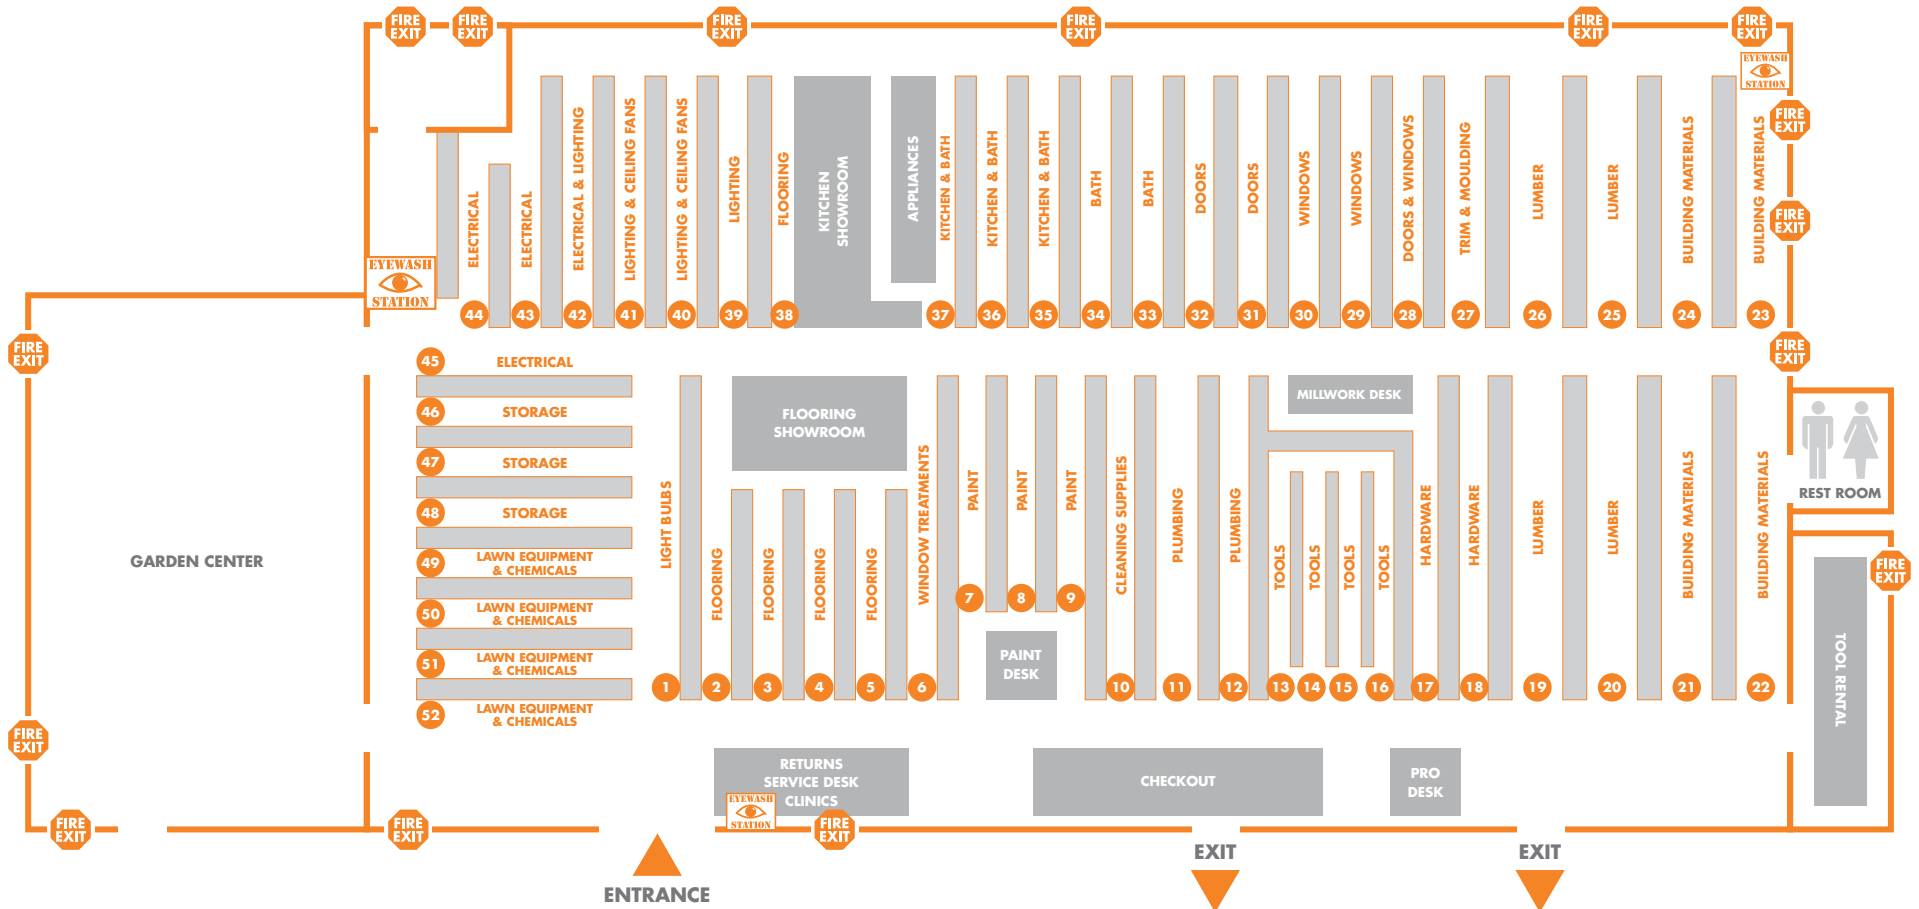 FIRE
EXIT
FIRE
EXIT
FIRE
EXIT
FIRE
EXIT
FIRE
EXIT
FIRE
EXIT
EYEWASH
STATION
FIRE
EXIT
FIRE
EXIT
FIRE
EXIT
ELECTRICAL
ELECTRICAL
ELECTRICAL & LIGHTING
LIGHTING & CEILING FANS
LIGHTING & CEILING FANS
LIGHTING
FLOORING
KITCHEN
SHOWROOM
APPLIANCES
KITCHEN & BATH
KITCHEN & BATH
KITCHEN & BATH
BATH
BATH
DOORS
DOORS
WINDOWS
WINDOWS
DOORS & WINDOWS
TRIM & MOULDING
LUMBER
LUMBER
BUILDING MATERIALS
BUILDING MATERIALS
EYEWASH
STATION
44
43
42
41
40
39
38
37
36
35
34
33
32
31
30
29
28
27
26
25
24
23
FIRE
EXIT
45
ELECTRICAL
46
STORAGE
47
STORAGE
48
STORAGE
49
LAWN EQUIPMENT
& CHEMICALS
50
LAWN EQUIPMENT
& CHEMICALS
51
LAWN EQUIPMENT
& CHEMICALS
52
LAWN EQUIPMENT
& CHEMICALS
GARDEN CENTER
FLOORING
SHOWROOM
MILLWORK DESK
LIGHT BULBS
FLOORING
FLOORING
FLOORING
FLOORING
WINDOW TREATMENTS
PAINT
PAINT
PAINT
CLEANING SUPPLIES
PLUMBING
PLUMBING
TOOLS
TOOLS
TOOLS
TOOLS
HARDWARE
HARDWARE
LUMBER
LUMBER
BUILDING MATERIALS
BUILDING MATERIALS
REST ROOM
FIRE
EXIT
TOOL RENTAL
7
8
9
PAINT
DESK
1
2
3
4
5
6
10
11
12
13
14
15
16
17
18
19
20
21
22
FIRE
EXIT
RETURNS
SERVICE DESK
CLINICS
CHECKOUT
PRO
DESK
EYEWASH
STATION
FIRE
EXIT
FIRE
EXIT
FIRE
EXIT
ENTRANCE
EXIT
EXIT